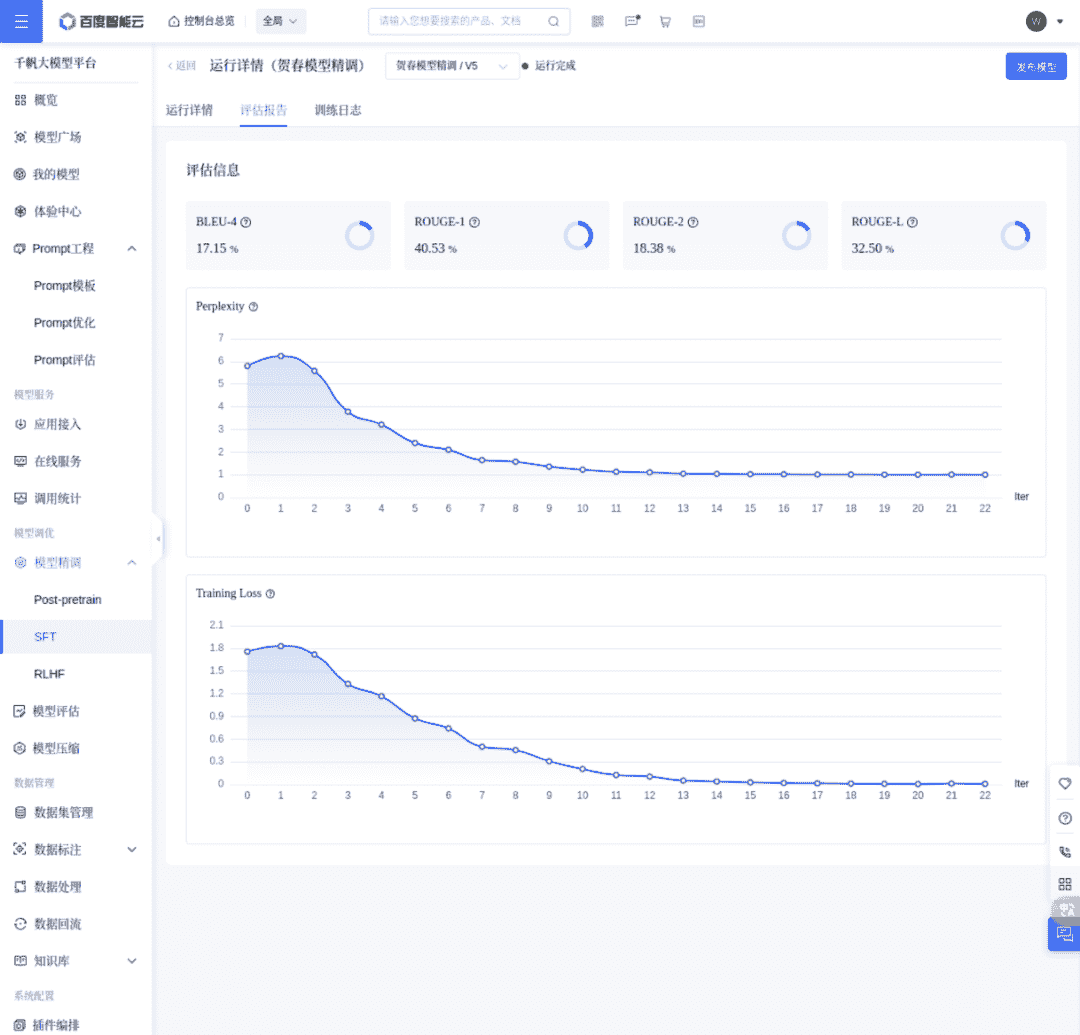 百度智能云
控制台总览
全局
请输入您想要搜索的产品、文档
W
千帆大模型平台
概览
模型广场
我的模型
体验中心
Prompt工程
Prompt模板
Prompt优化
Prompt评估
模型服务
应用接入
在线服务
调用统计
模型调优
模型精调
Post-pretrain
SFT
RLHF
模型评估
模型压缩
数据管理
数据集管理
数据标注
数据处理
数据回流
知识库
系统配置
插件编排
返回
运行详情（贺春模型精调）
贺春模型精调 / V5
运行完成
发布模型
运行详情 评估报告 训练日志
评估信息
BLEU-4
17.15 %
ROUGE-1
40.53 %
ROUGE-2
18.38 %
ROUGE-L
32.50 %
Perplexity
7
6
5
4
3
2
1
0
0 1 2 3 4 5 6 7 8 9 10 11 12 13 14 15 16 17 18 19 20 21 22
Iter
Training Loss
2.1
1.8
1.5
1.2
0.9
0.6
0.3
0
0 1 2 3 4 5 6 7 8 9 10 11 12 13 14 15 16 17 18 19 20 21 22
Iter